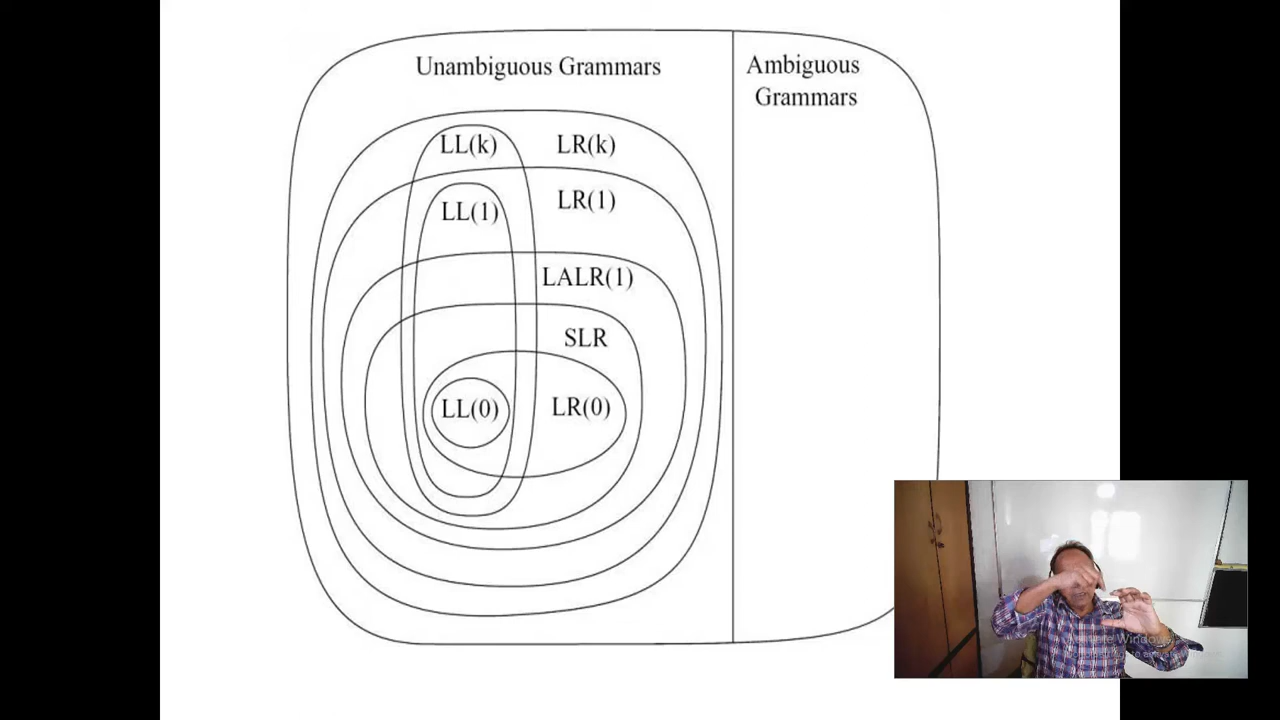 Unambiguous Grammars
Ambiguous
Grammars
LL(k)
LR(k)
LL(1)
LR(1)
LALR(1)
SLR
LL(0)
LR(0)